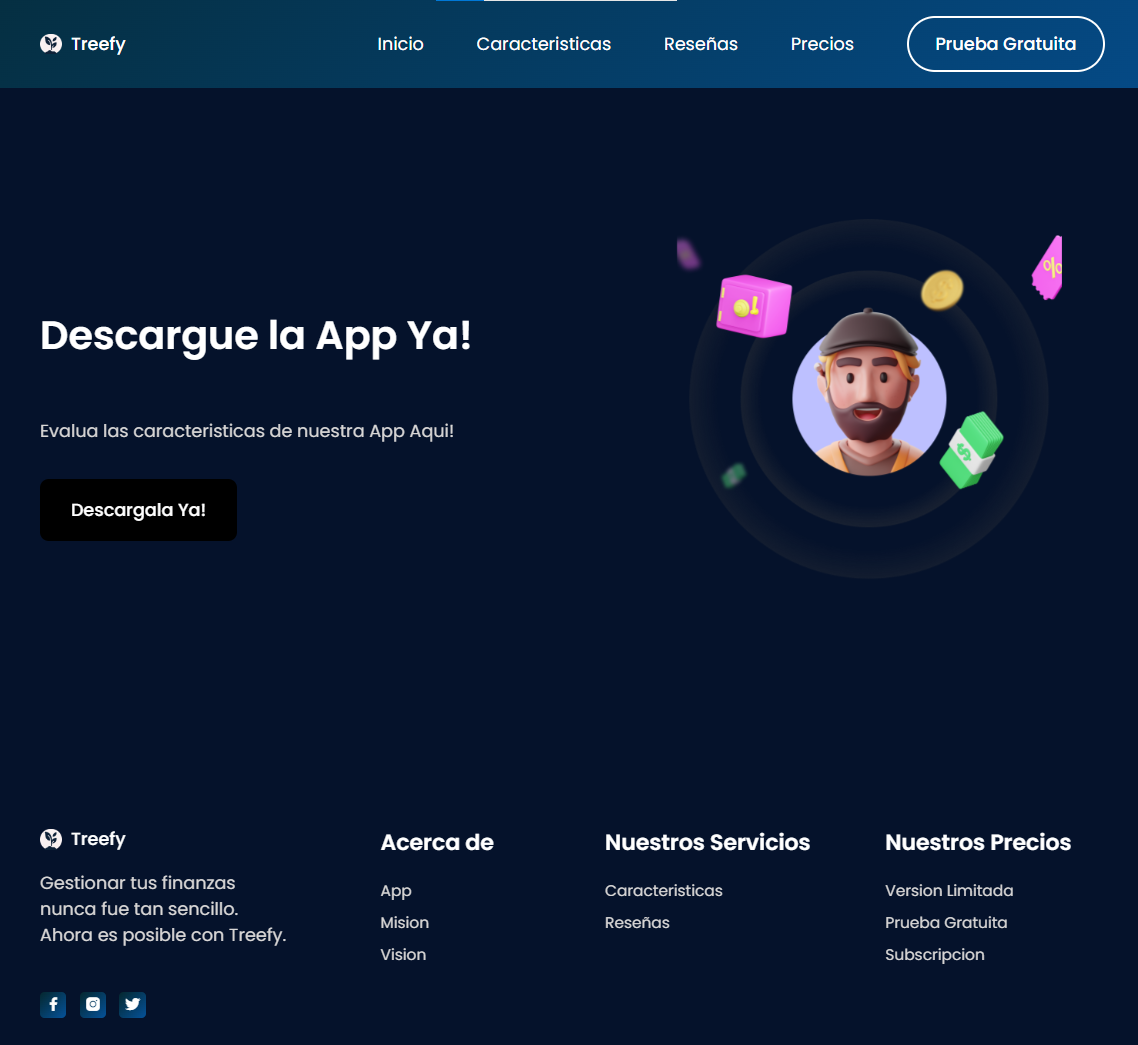 Treefy
Inicio
Caracteristicas
Reseñas
Precios
Prueba Gratuita
%
Descargue la App Ya!
Evalua las caracteristicas de nuestra App Aqui!
$
Descargala Ya!
Treefy
Gestionar tus finanzas
nunca fue tan sencillo.
Ahora es posible con Treefy.
Acerca de
App
Mision
Vision
Nuestros Servicios
Caracteristicas
Reseñas
Nuestros Precios
Version Limitada
Prueba Gratuita
Subscripcion